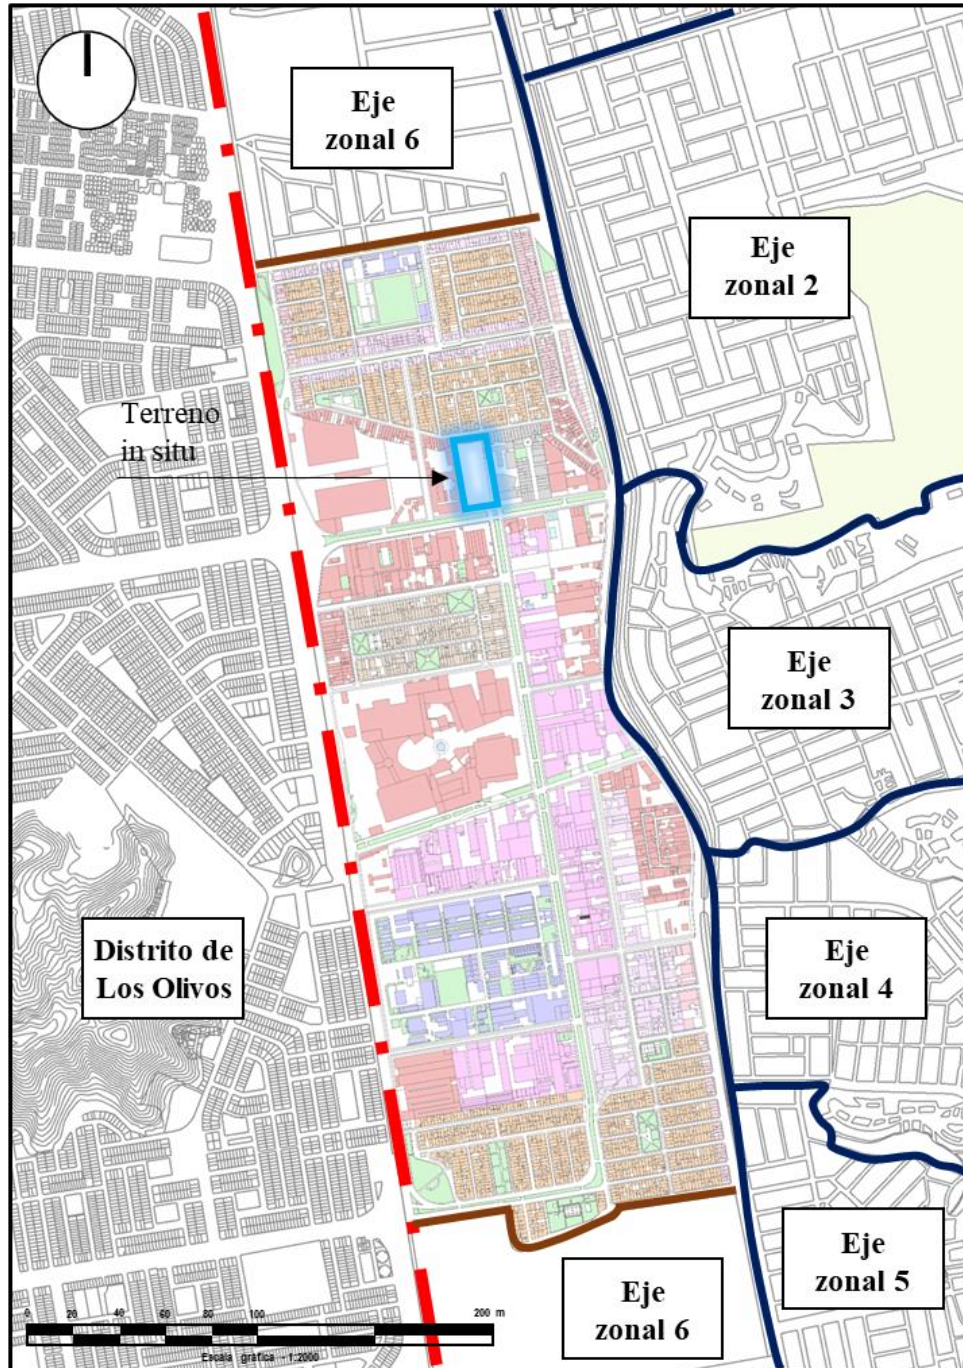 Eje
zonal 6
Eje
zonal 2
Terreno
in situ
Eje
zonal 3
Distrito de
Los Olivos
Eje
zonal 4
Eje
zonal 5
Eje
zonal 6
0 20 40 60 80 100 200 m
Escala gráfica - 1:2000